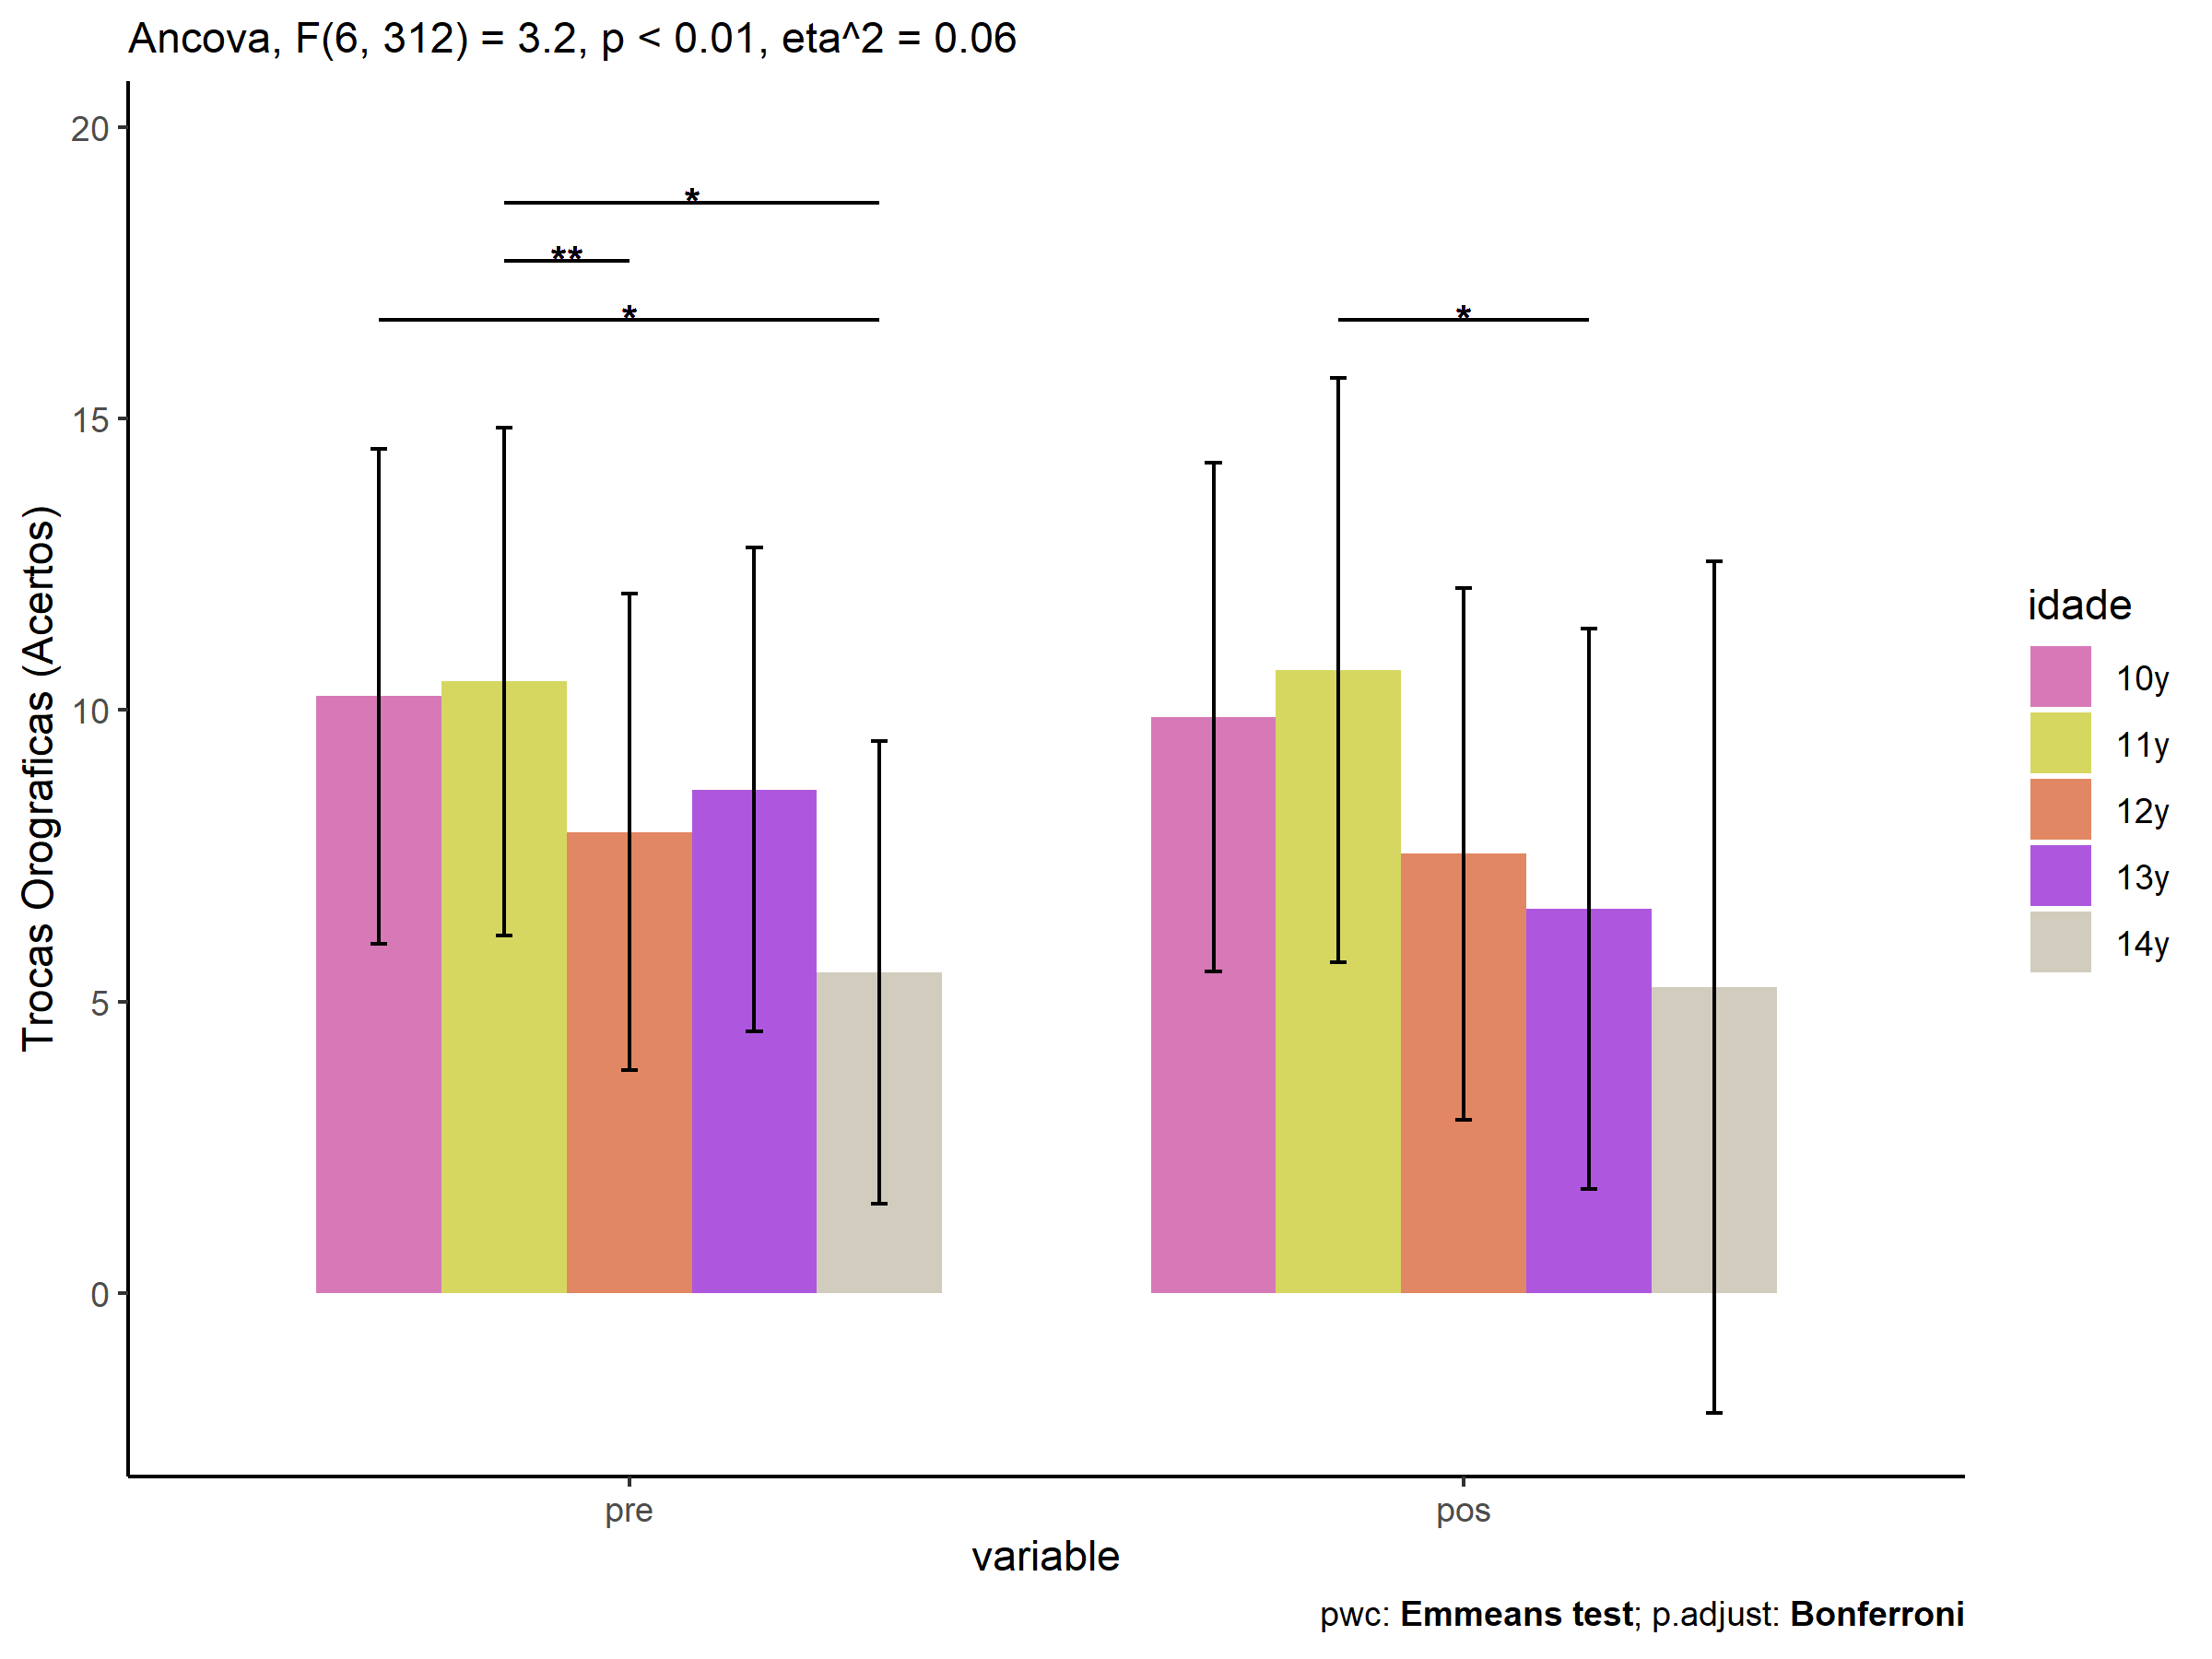 Ancova, F(6, 312) = 3.2, p < 0.01, eta^2 = 0.06
Trocas Orograficas (Acertos)
20
15
10
5
0
*
**
*
*
pre
pos
variable
idade
10y
11y
12y
13y
14y
pwc: Emmeans test; p.adjust: Bonferroni